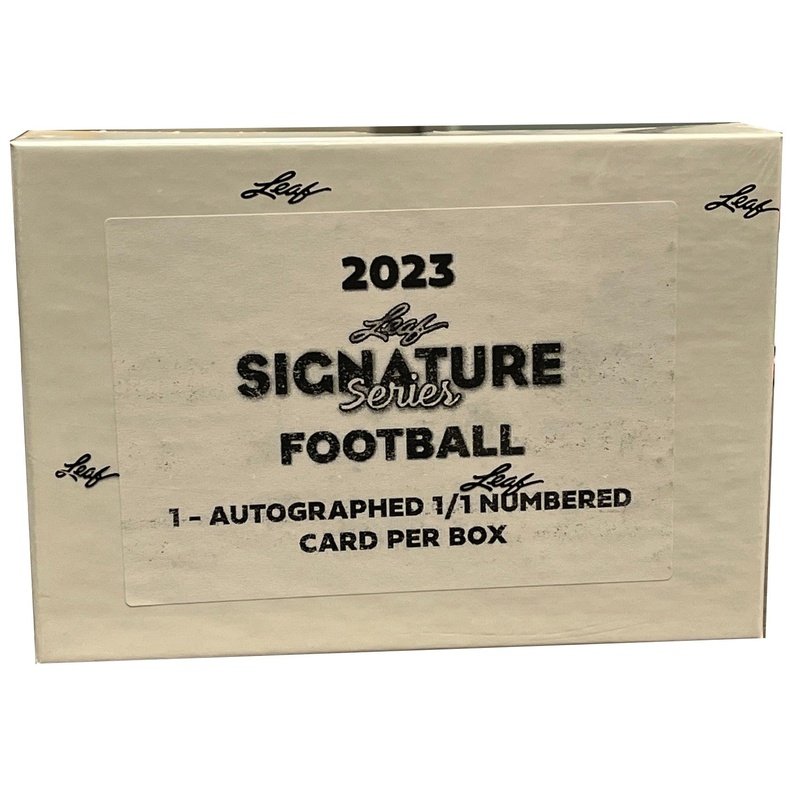 Leaf
Leaf
2023
Leaf
SIGNATURE
Series
FOOTBALL
Leaf
Leaf
1 - AUTOGRAPHED 1/1 NUMBERED
CARD PER BOX